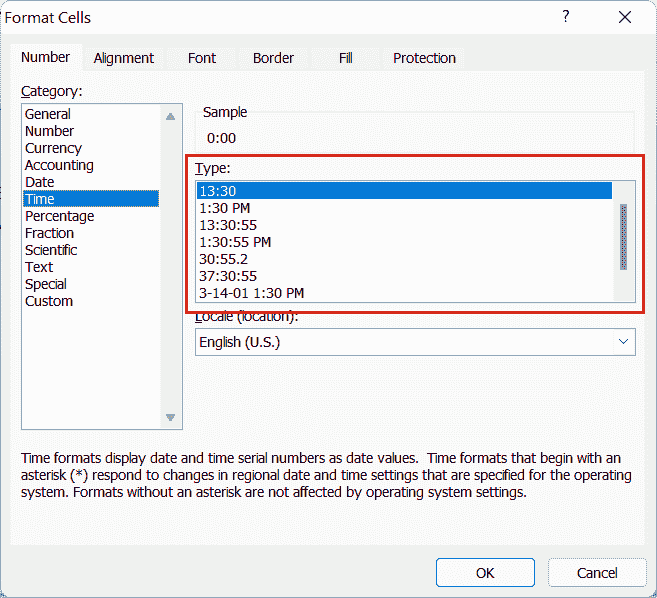 Format Cells ?
Number Alignment Font Border Fill Protection
Category:
General
Number
Currency
Accounting
Date
Time
Percentage
Fraction
Scientific
Text
Special
Custom
Sample
0:00
Type:
13:30
1:30 PM
13:30:55
1:30:55 PM
30:55.2
37:30:55
3-14-01 1:30 PM
Locale (location):
English (U.S.)
Time formats display date and time serial numbers as date values.  Time formats that begin with an
asterisk (*) respond to changes in regional date and time settings that are specified for the operating
system. Formats without an asterisk are not affected by operating system settings.
OK Cancel